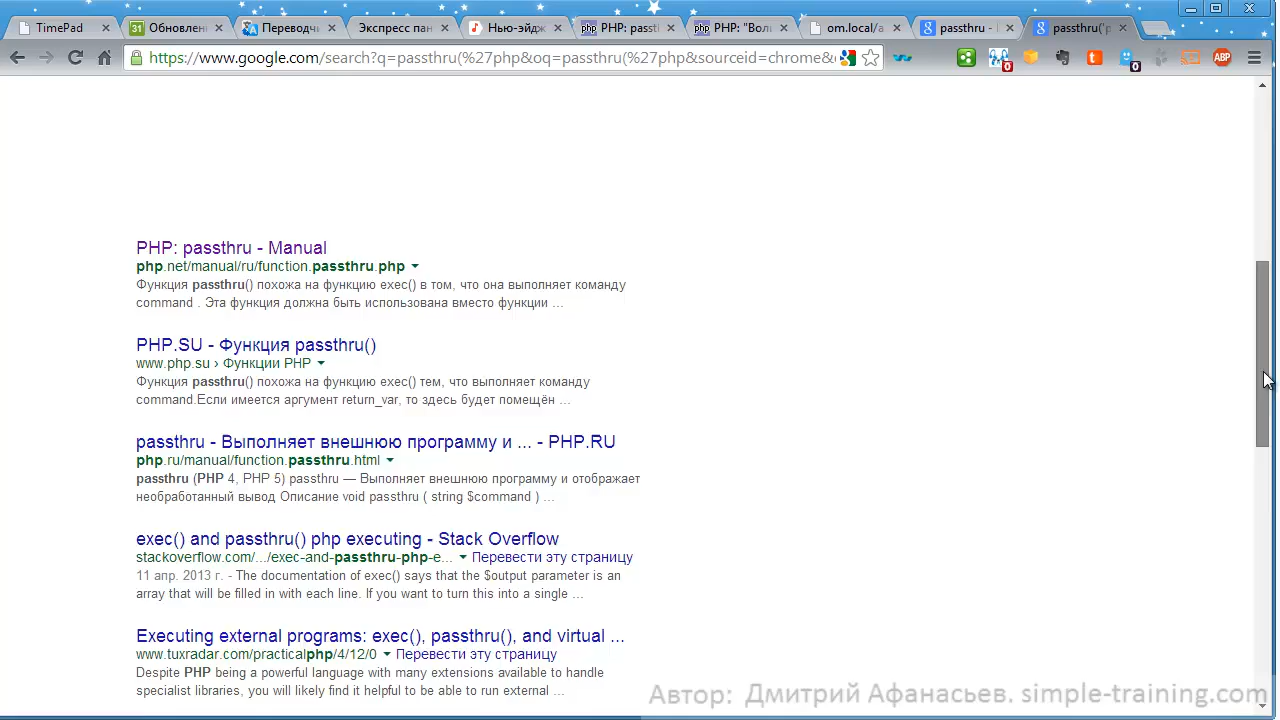 TimePad
Обновлен
Переводч
Экспресс пан
Нью-эйдж
PHP: passt
PHP: "Вол
om.local/a
passthru -
passthru('p
https://www.google.com/search?q=passthru(%27php&oq=passthru(%27php&sourceid=chrome&
PHP: passthru - Manual
php.net/manual/ru/function.passthru.php
Функция passthru() похожа на функцию exec() в том, что она выполняет команду
command . Эта функция должна быть использована вместо функции ...
PHP.SU - Функция passthru()
www.php.su › Функции PHP
Функция passthru() похожа на функцию exec() тем, что выполняет команду
command.Если имеется аргумент return_var, то здесь будет помещён ...
passthru - Выполняет внешнюю программу и ... - PHP.RU
php.ru/manual/function.passthru.html
passthru (PHP 4, PHP 5) passthru — Выполняет внешнюю программу и отображает
необработанный вывод Описание void passthru ( string $command ) ...
exec() and passthru() php executing - Stack Overflow
stackoverflow.com/.../exec-and-passthru-php-e... Перевести эту страницу
11 апр. 2013 г. - The documentation of exec() says that the $output parameter is an
array that will be filled in with each line. If you want to turn this into a single ...
Executing external programs: exec(), passthru(), and virtual ...
www.tuxradar.com/practicalphp/4/12/0 Перевести эту страницу
Despite PHP being a powerful language with many extensions available to handle
specialist libraries, you will likely find it helpful to be able to run external ...
Автор: Дмитрий Афанасьев. simple-training.com